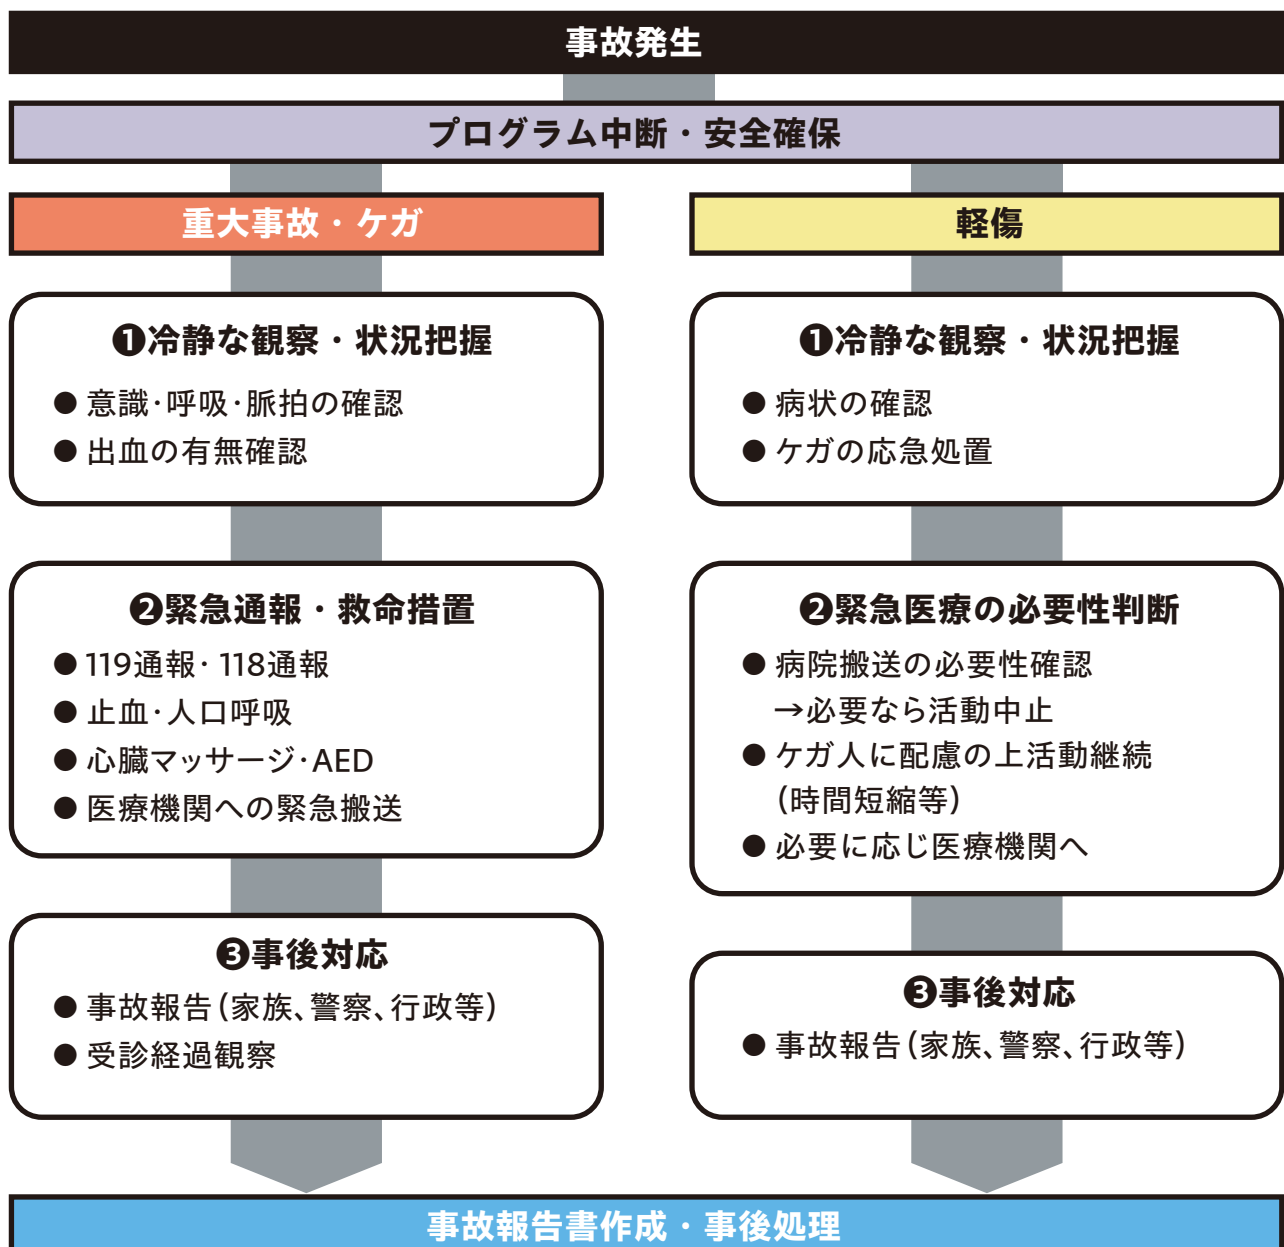 事故発生
プログラム中断・安全確保
重大事故・ケガ
❶冷静な観察・状況把握
● 意識・呼吸・脈拍の確認
● 出血の有無確認
❷緊急通報・救命措置
● 119通報・118通報
● 止血・人口呼吸
● 心臓マッサージ・AED
● 医療機関への緊急搬送
❸事後対応
● 事故報告（家族、警察、行政等）
● 受診経過観察
軽傷
❶冷静な観察・状況把握
● 病状の確認
● ケガの応急処置
❷緊急医療の必要性判断
● 病院搬送の必要性確認
→必要なら活動中止
● ケガ人に配慮の上活動継続
（時間短縮等）
● 必要に応じ医療機関へ
❸事後対応
● 事故報告（家族、警察、行政等）
事故報告書作成・事後処理